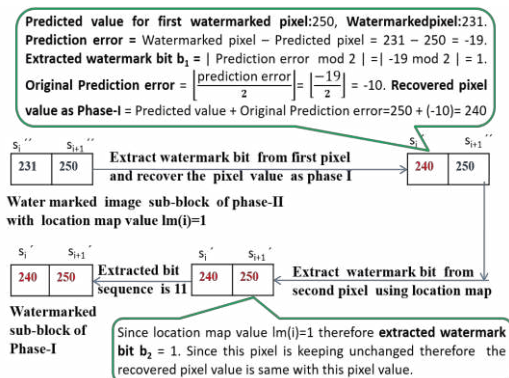 Predicted value for first watermarked pixel:250, Watermarkedpixel:231.
Prediction error = Watermarked pixel – Predicted pixel = 231 – 250 = -19.
Extracted watermark bit b₁ = | Prediction error mod 2 | =| -19 mod 2 | = 1.
Original Prediction error = ⌊prediction error / 2⌋ = ⌊-19 / 2⌋ = -10. Recovered pixel
value as Phase-I = Predicted value + Original Prediction error=250 + (-10)= 240
Sᵢ´´ Sᵢ₊₁´´
231 250
Extract watermark bit from first pixel
and recover the pixel value as phase I
Sᵢ´ Sᵢ₊₁´´
240 250
Water marked image sub-block of phase-II
with location map value lm(i)=1
Sᵢ´ Sᵢ₊₁´
240 250
Extracted bit
sequence is 11
Sᵢ´ Sᵢ₊₁´
240 250
Extract watermark bit from
second pixel using location map
Watermarked
sub-block of
Phase-I
Since location map value lm(i)=1 therefore extracted watermark
bit b₂ = 1. Since this pixel is keeping unchanged therefore the
recovered pixel value is same with this pixel value.